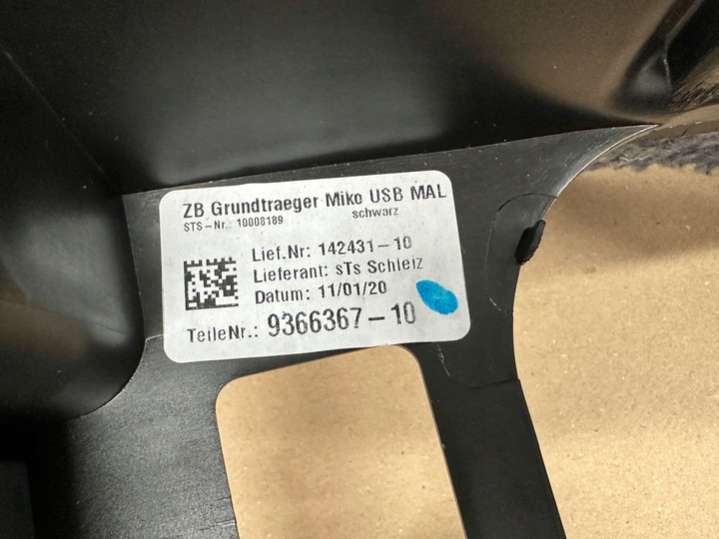 ZB Grundtraeger Miko USB MAL
STS-Nr.: 10008189 schwarz
Lief.Nr: 142431-10
Lieferant: sTs Schleiz
Datum: 11/01/20
TeileNr.: 9366367-10